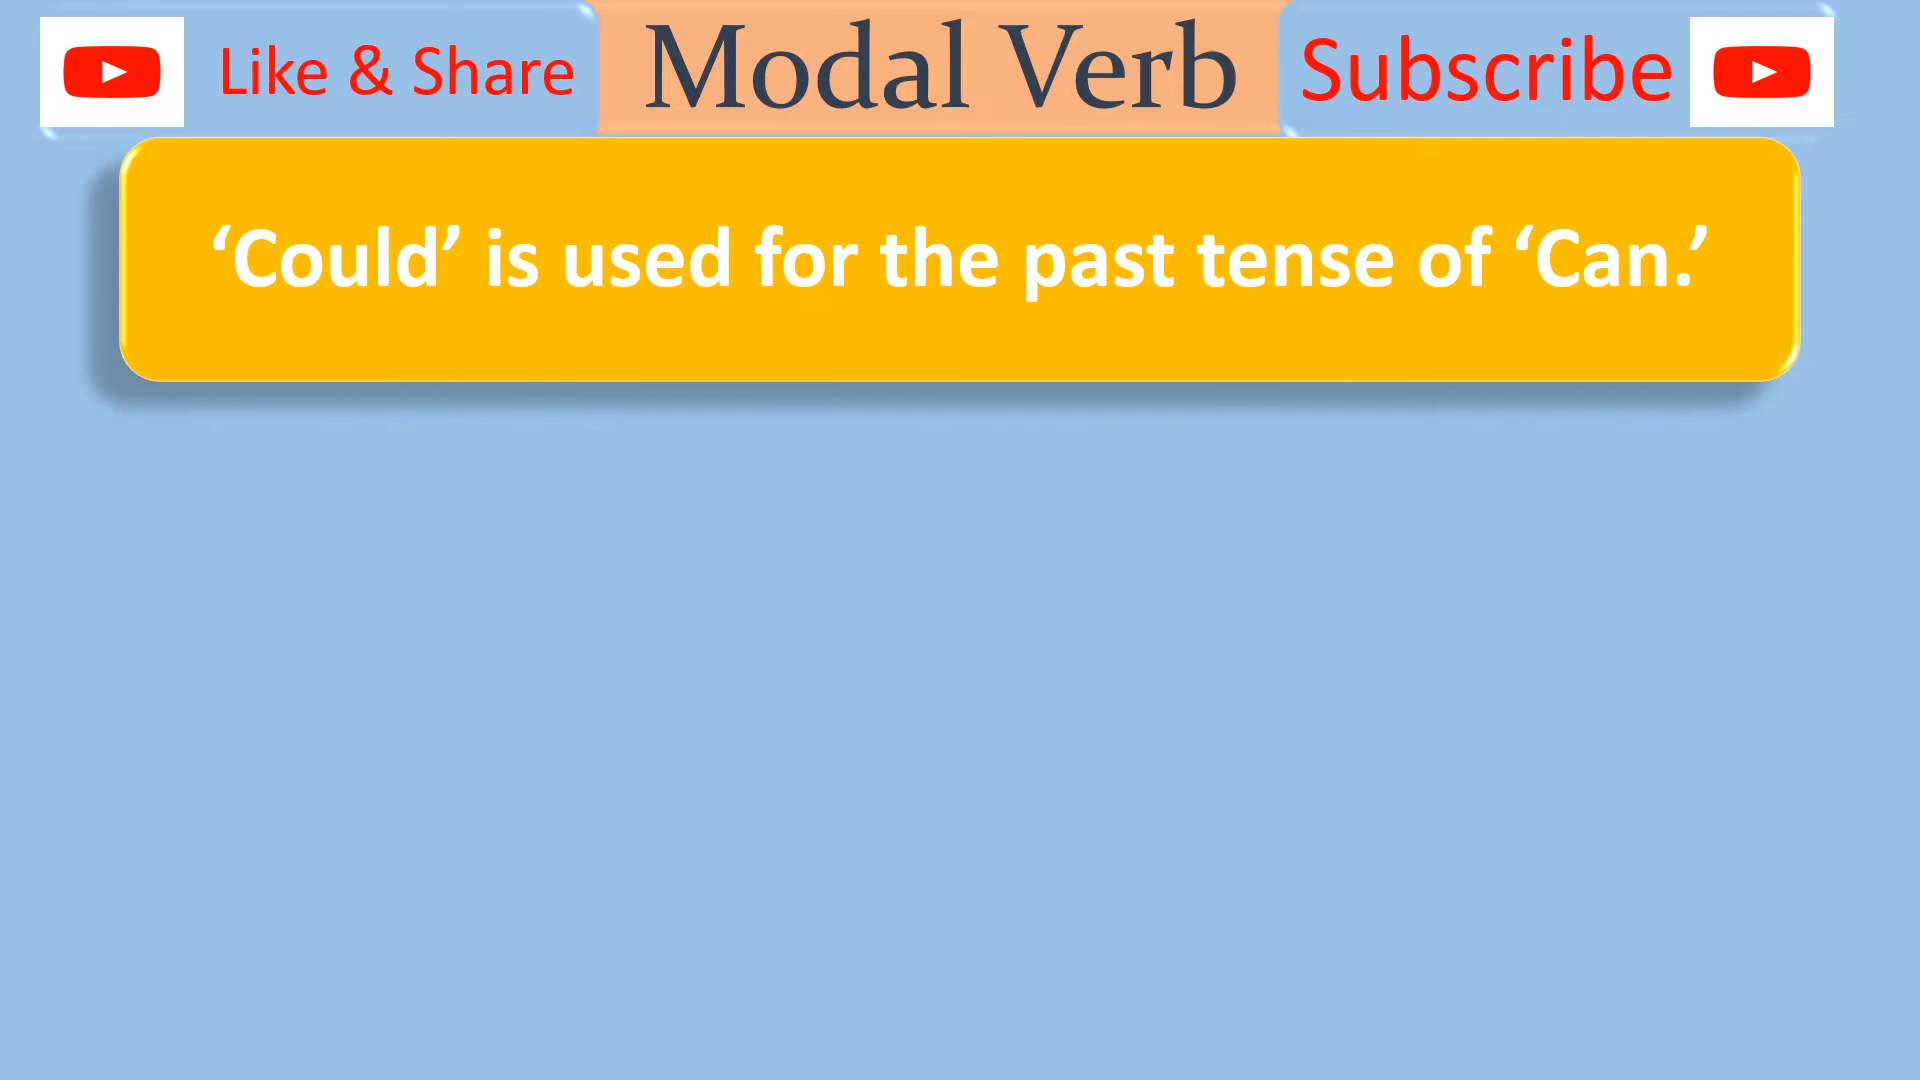 Like & Share Modal Verb Subscribe
‘Could’ is used for the past tense of ‘Can.’